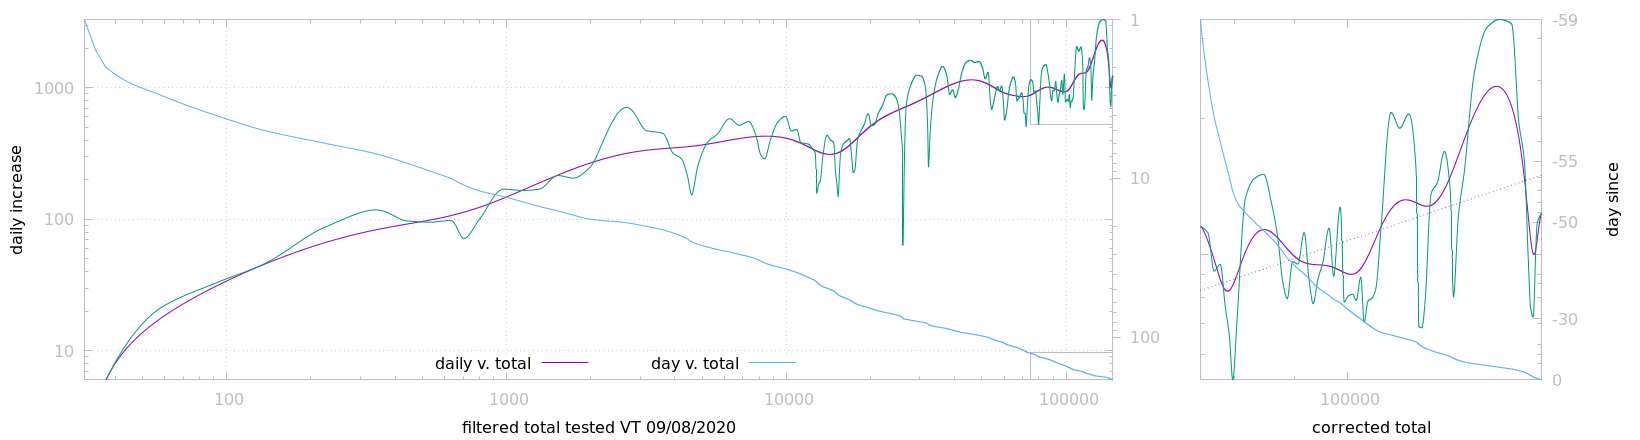 daily increase
1000
100
10
100
1000
10000
100000
1
10
100
daily v. total
day v. total
filtered total tested VT 09/08/2020
-59
-55
-50
-30
0
day since
100000
corrected total